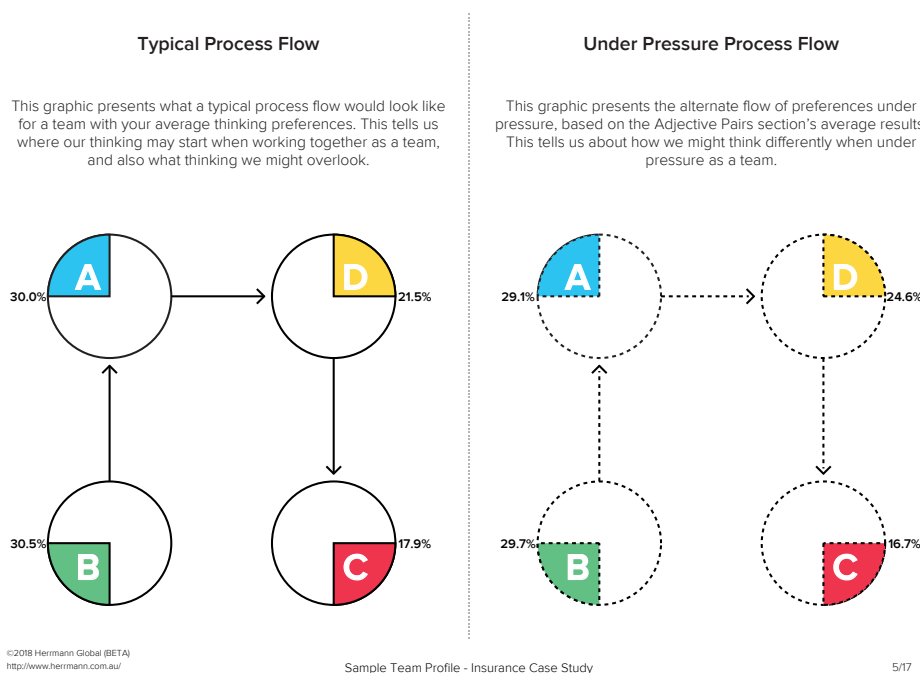 Typical Process Flow
This graphic presents what a typical process flow would look like
for a team with your average thinking preferences. This tells us
where our thinking may start when working together as a team,
and also what thinking we might overlook.
A
D
30.0%
21.5%
30.5%
17.9%
B
C
Under Pressure Process Flow
This graphic presents the alternate flow of preferences under
pressure, based on the Adjective Pairs section's average results
This tells us about how we might think differently when under
pressure as a team.
A
D
29.1%
24.6%
29.7%
16.7%
B
C
©2018 Herrmann Global (BETA)
http://www.herrmann.com.au/
Sample Team Profile - Insurance Case Study
5/17